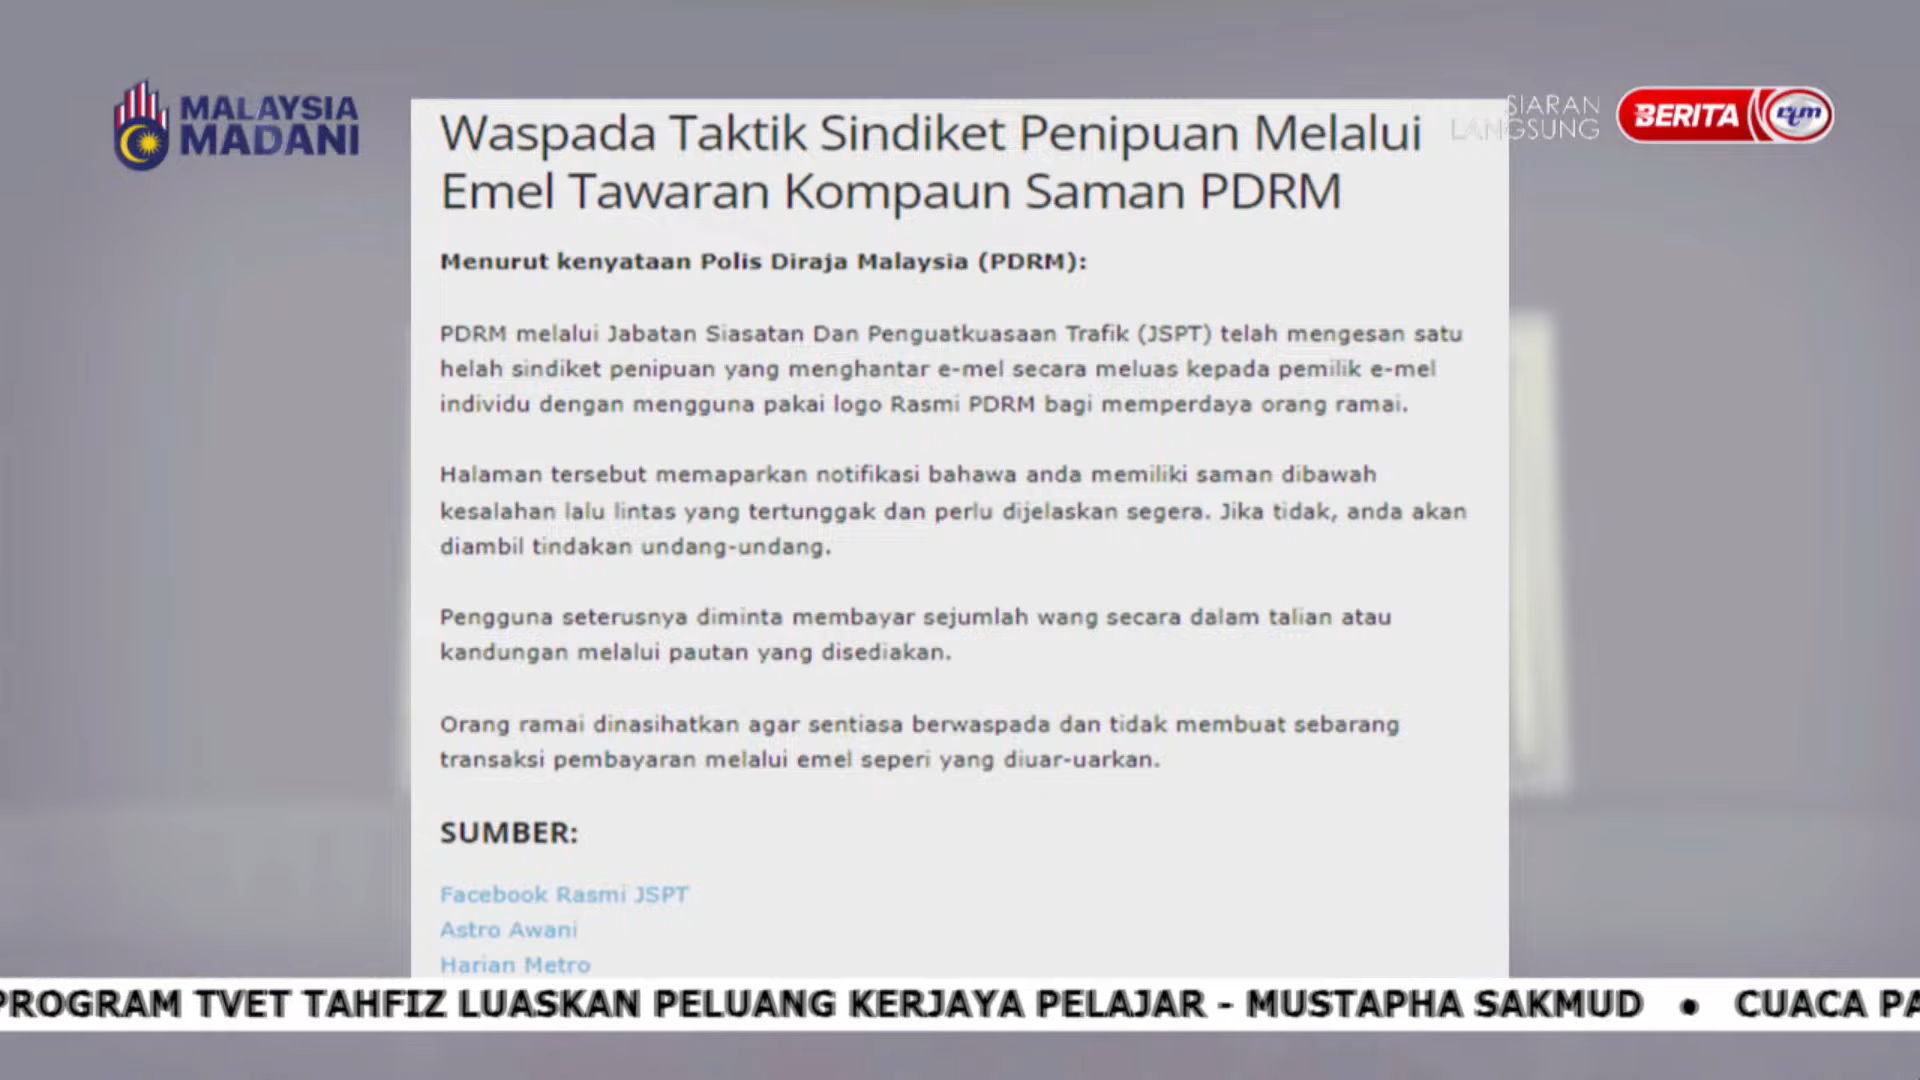 MALAYSIA
MADANI
SIARAN
LANGSUNG
BERITA rtm
Waspada Taktik Sindiket Penipuan Melalui
Emel Tawaran Kompaun Saman PDRM
Menurut kenyataan Polis Diraja Malaysia (PDRM):
PDRM melalui Jabatan Siasatan Dan Penguatkuasaan Trafik (JSPT) telah mengesan satu
helah sindiket penipuan yang menghantar e-mel secara meluas kepada pemilik e-mel
individu dengan mengguna pakai logo Rasmi PDRM bagi memperdaya orang ramai.
Halaman tersebut memaparkan notifikasi bahawa anda memiliki saman dibawah
kesalahan lalu lintas yang tertunggak dan perlu dijelaskan segera. Jika tidak, anda akan
diambil tindakan undang-undang.
Pengguna seterusnya diminta membayar sejumlah wang secara dalam talian atau
kandungan melalui pautan yang disediakan.
Orang ramai dinasihatkan agar sentiasa berwaspada dan tidak membuat sebarang
transaksi pembayaran melalui emel seperi yang diuar-uarkan.
SUMBER:
Facebook Rasmi JSPT
Astro Awani
Harian Metro
PROGRAM TVET TAHFIZ LUASKAN PELUANG KERJAYA PELAJAR - MUSTAPHA SAKMUD • CUACA PA